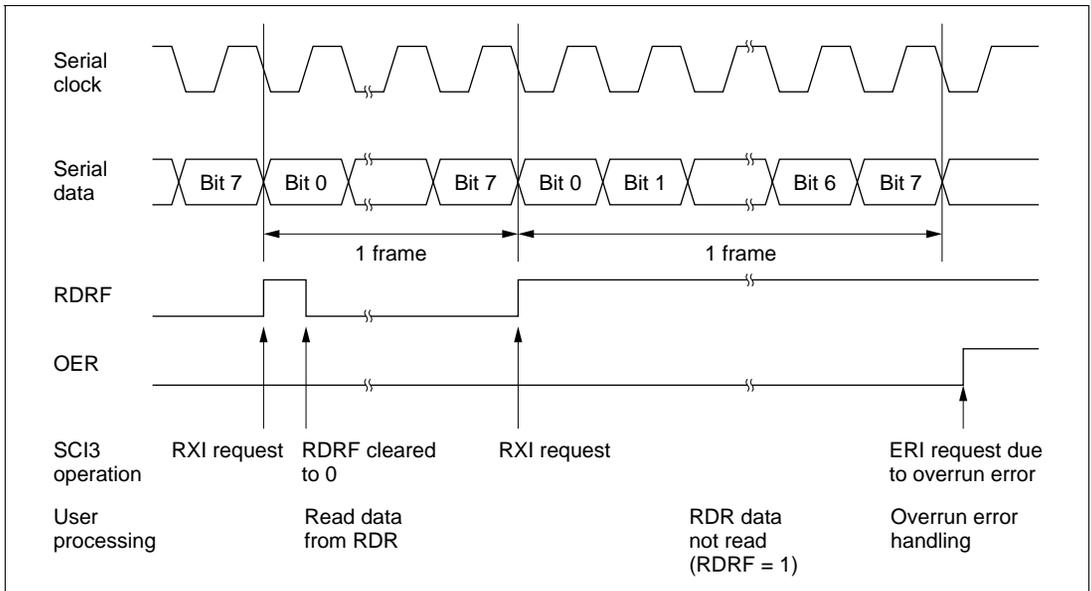 Serial
clock
Serial
data
Bit 7
Bit 0
Bit 7
Bit 0
Bit 1
Bit 6
Bit 7
1 frame
1 frame
RDRF
OER
SCI3
operation
RXI request
RDRF cleared
to 0
RXI request
ERI request due
to overrun error
User
processing
Read data
from RDR
RDR data
not read
(RDRF = 1)
Overrun error
handling